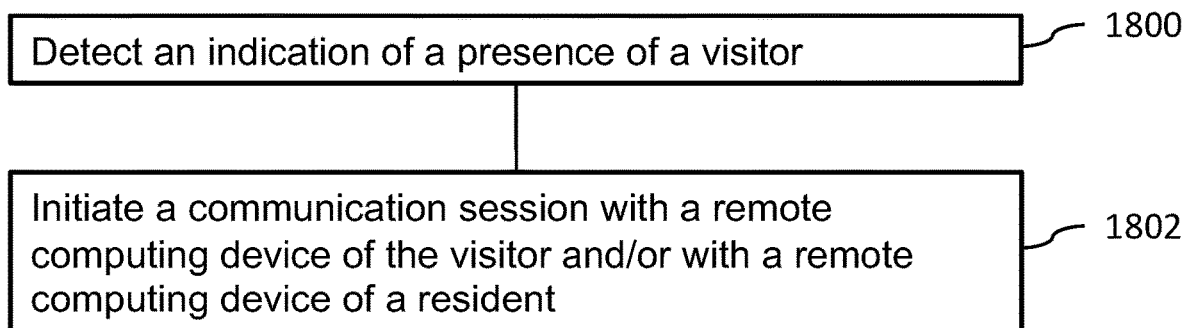 Detect an indication of a presence of a visitor
1800
Initiate a communication session with a remote
computing device of the visitor and/or with a remote
computing device of a resident
1802